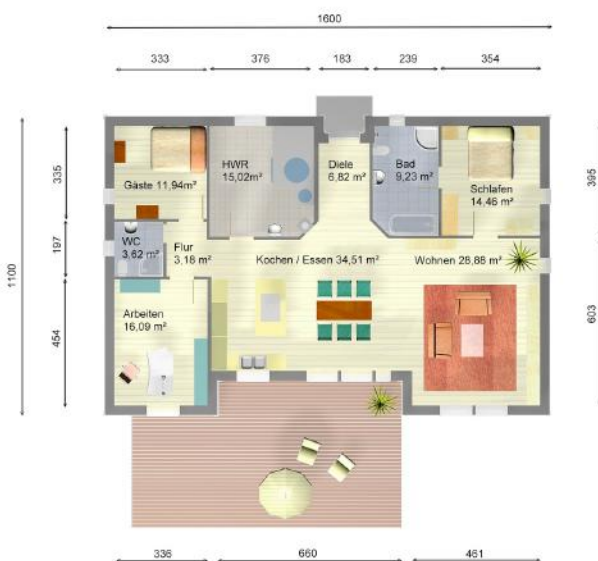 1600
333 376 183 239 354
1100
335
197
454
395
603
Gäste 11,94m²
HWR
15,02m²
Diele
6,82 m²
Bad
9,23 m²
Schlafen
14,46 m²
WC
3,62 m²
Flur
3,18 m²
Kochen / Essen 34,51 m²
Wohnen 28,88 m²
Arbeiten
16,09 m²
336 660 461